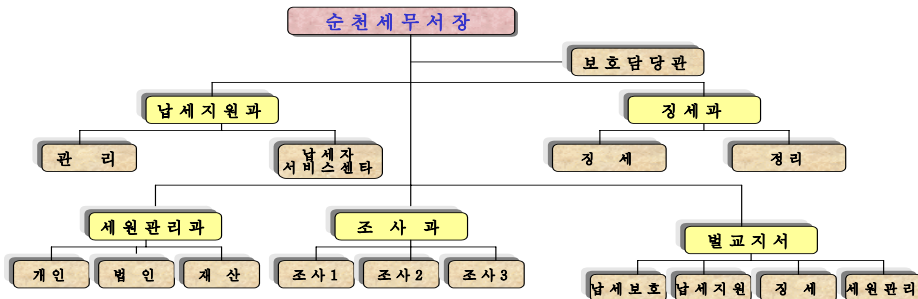 순천세무서장
보호담당관
납세지원과
징세과
관 리
납세자
서비스센타
징 세
정리
세원관리과
조 사 과
벌교지서
개인
법인
재산
조사1
조사2
조사3
납세보호
납세지원
징 세
세원관리